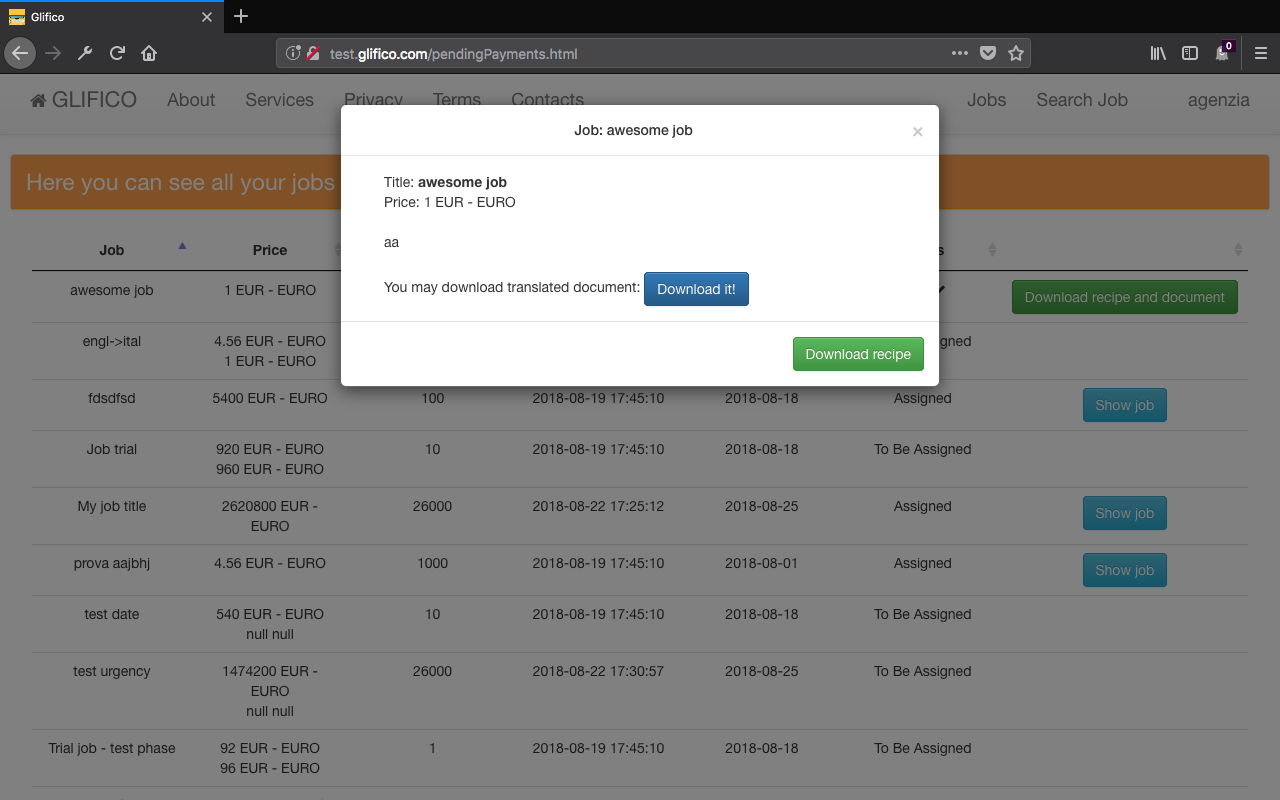 Glifico
0
test.glifico.com/pendingPayments.html
GLIFICO About Services Privacy Terms Contacts Jobs Search Job agenzia
Job: awesome job ×
Here you can see all your jobs
Title: awesome job
Price: 1 EUR - EURO
aa
You may download translated document: Download it!
Download recipe
Job Price
awesome job 1 EUR - EURO Download recipe and document
engl->ital 4.56 EUR - EURO
1 EUR - EURO
fdsdfsd 5400 EUR - EURO 100 2018-08-19 17:45:10 2018-08-18 Assigned Show job
Job trial 920 EUR - EURO 10 2018-08-19 17:45:10 2018-08-18 To Be Assigned
960 EUR - EURO
My job title 2620800 EUR - 26000 2018-08-22 17:25:12 2018-08-25 Assigned Show job
EURO
prova aajbhj 4.56 EUR - EURO 1000 2018-08-19 17:45:10 2018-08-01 Assigned Show job
test date 540 EUR - EURO 10 2018-08-19 17:45:10 2018-08-18 To Be Assigned
null null
test urgency 1474200 EUR - 26000 2018-08-22 17:30:57 2018-08-25 To Be Assigned
EURO
null null
Trial job - test phase 92 EUR - EURO 1 2018-08-19 17:45:10 2018-08-18 To Be Assigned
96 EUR - EURO